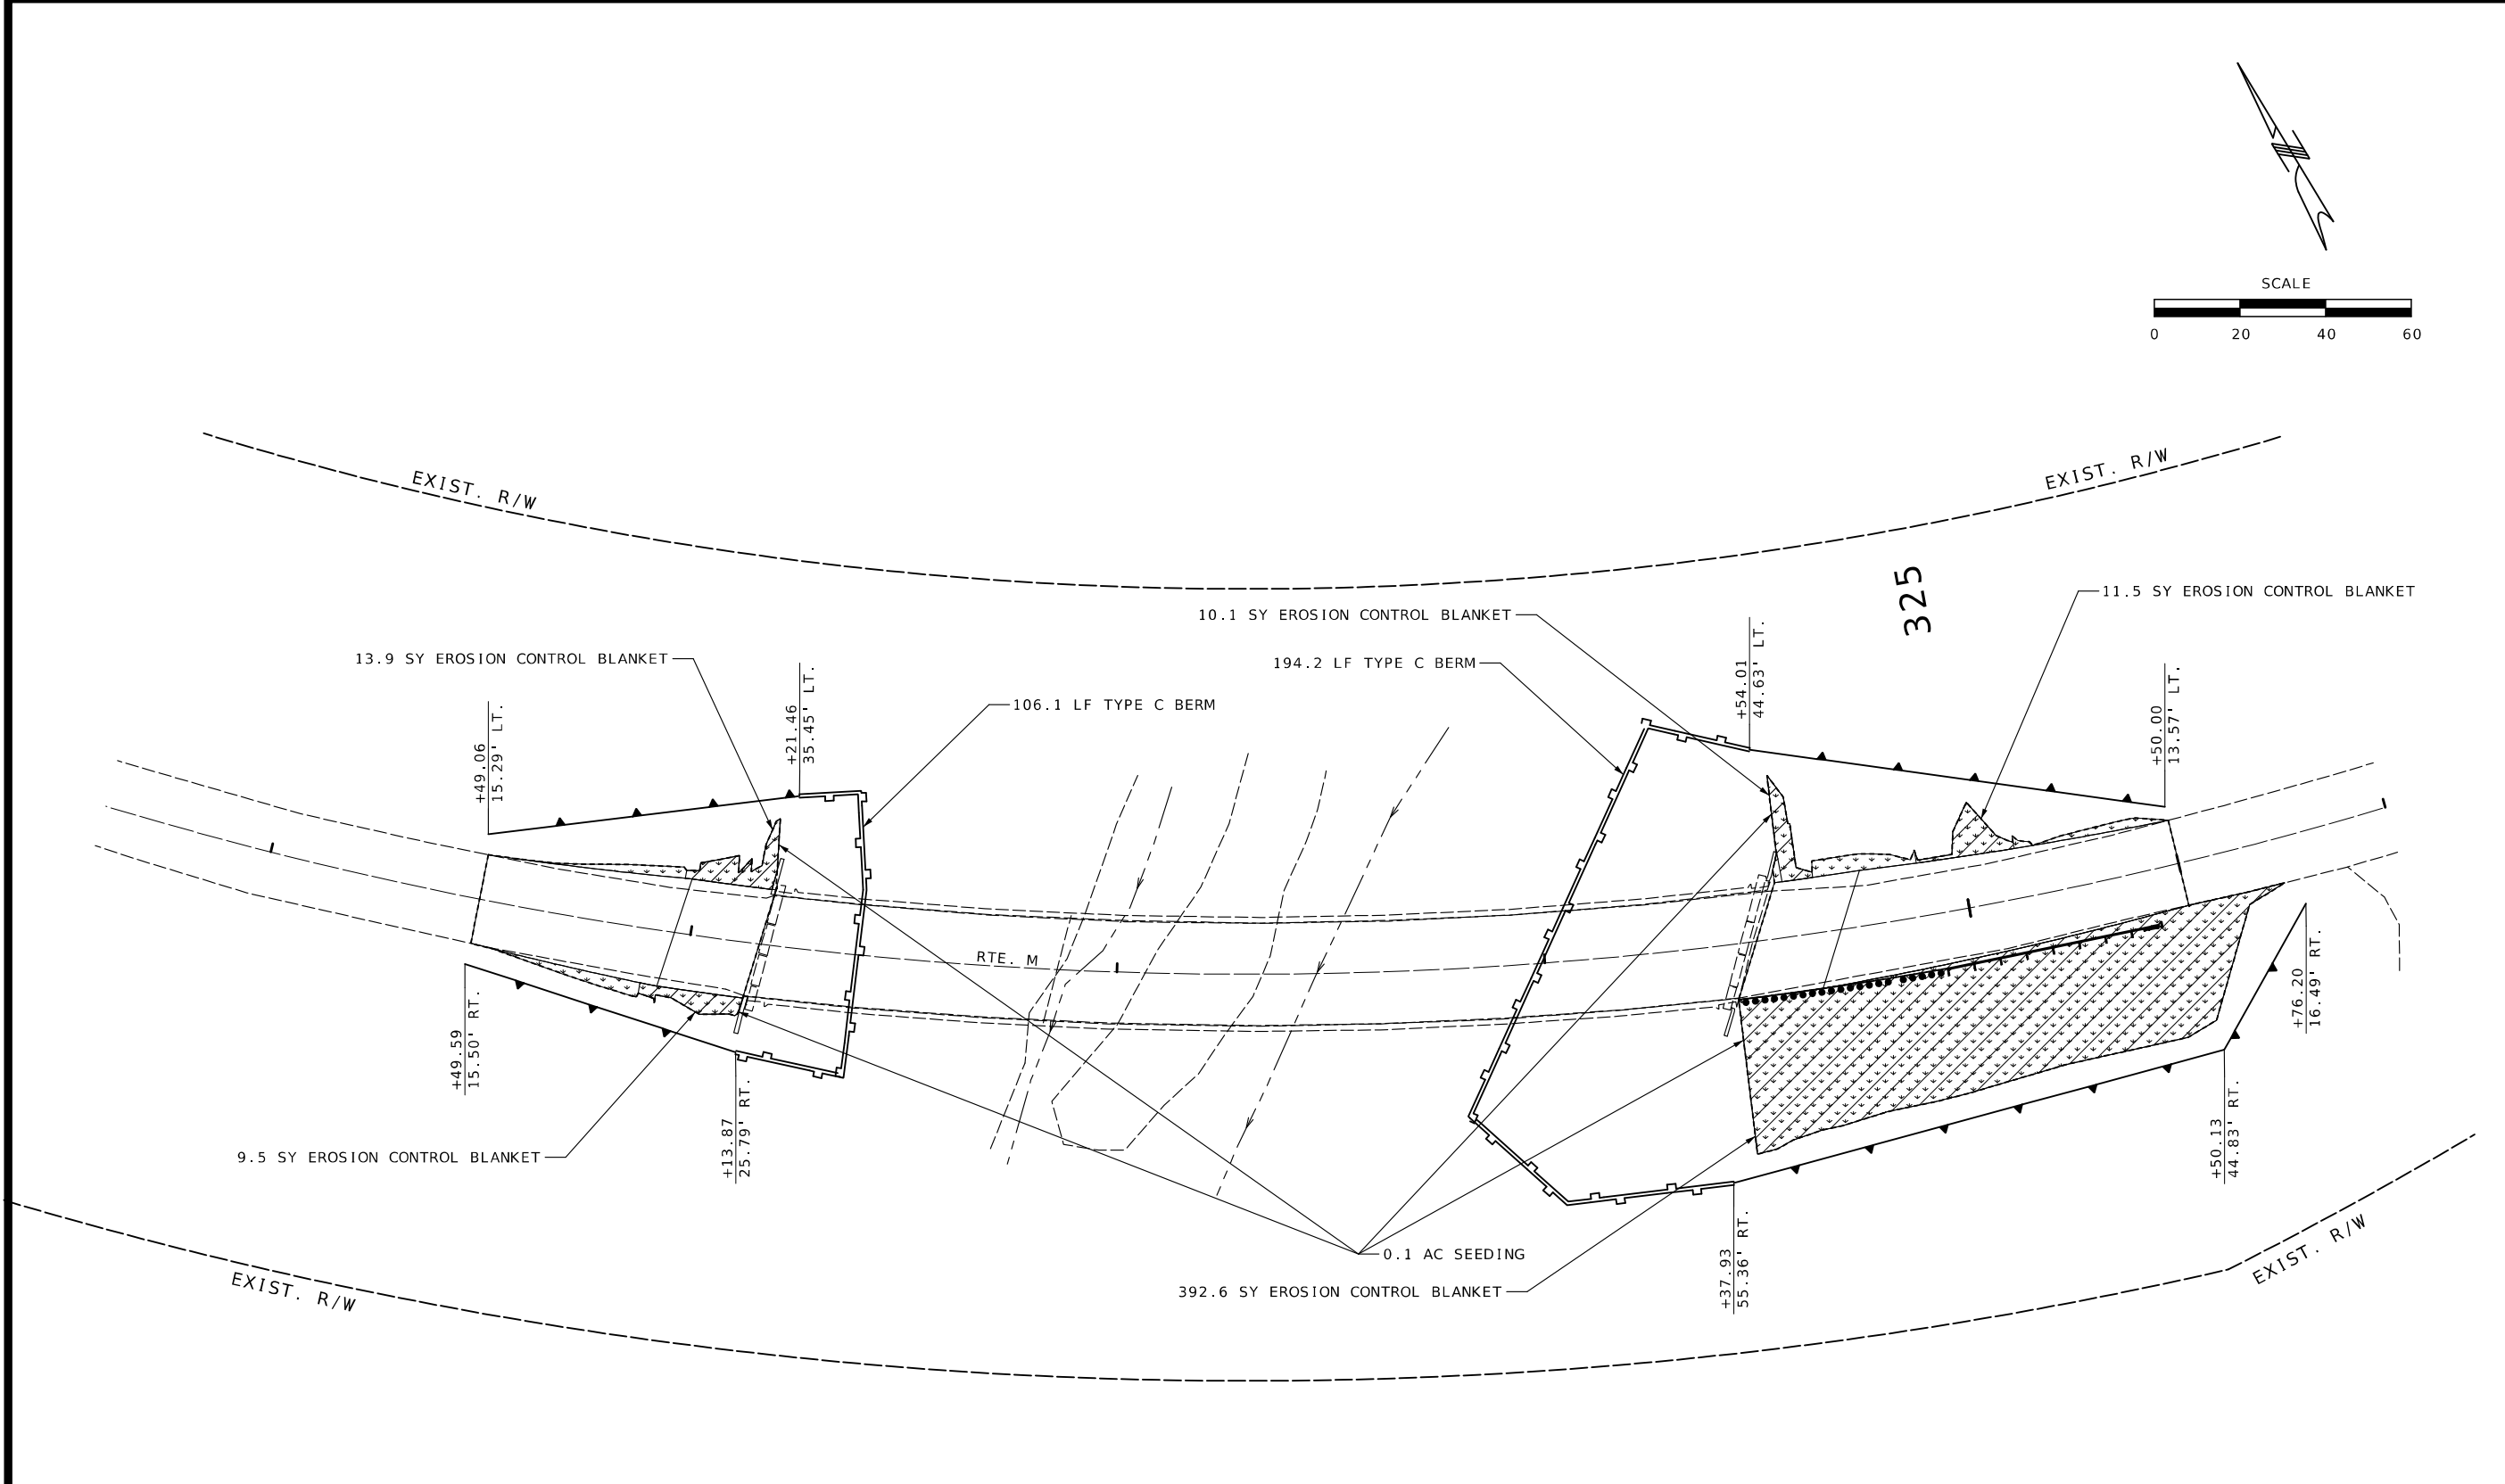 SCALE
0 20 40 60
EXIST. R/W
EXIST. R/W
325
11.5 SY EROSION CONTROL BLANKET
10.1 SY EROSION CONTROL BLANKET
13.9 SY EROSION CONTROL BLANKET
194.2 LF TYPE C BERM
106.1 LF TYPE C BERM
+49.06
15.29' LT.
+21.46
35.45' LT.
+54.01
44.63' LT.
+50.00
13.57' LT.
RTE. M
+49.59
15.50' RT.
+13.87
25.79' RT.
+76.20
16.49' RT.
+50.13
44.83' RT.
9.5 SY EROSION CONTROL BLANKET
+37.93
55.36' RT.
0.1 AC SEEDING
392.6 SY EROSION CONTROL BLANKET
EXIST. R/W
EXIST. R/W